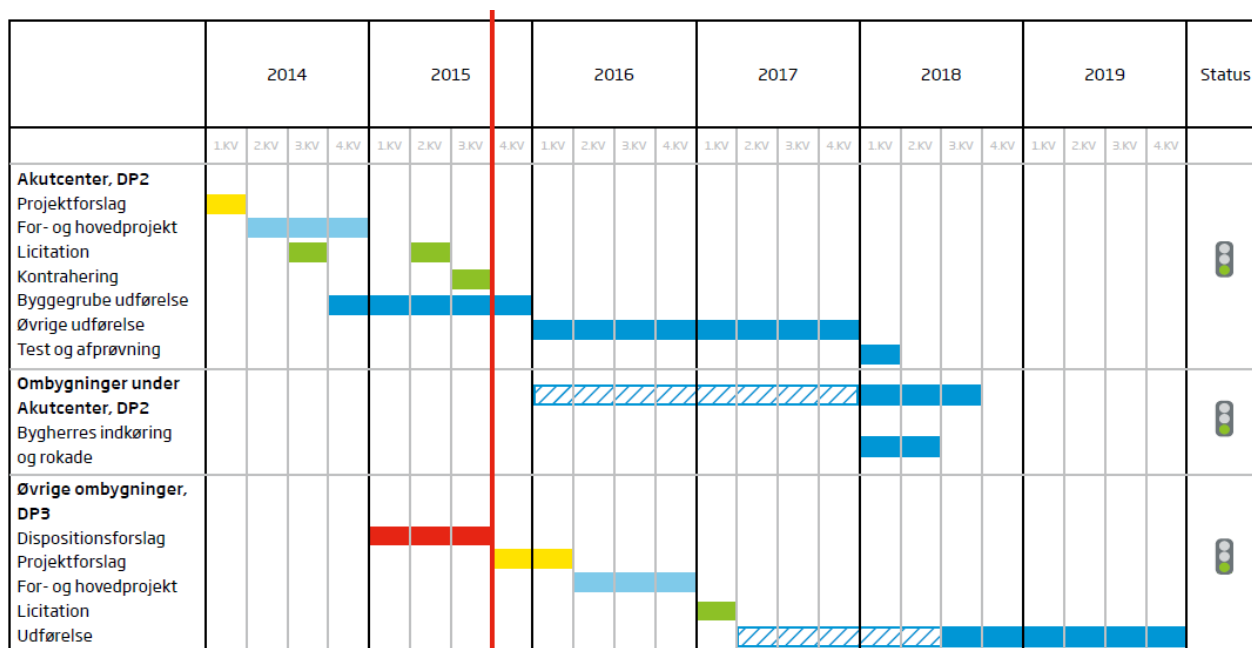 2014 2015 2016 2017 2018 2019 Status
1.KV 2.KV 3.KV 4.KV 1.KV 2.KV 3.KV 4.KV 1.KV 2.KV 3.KV 4.KV 1.KV 2.KV 3.KV 4.KV 1.KV 2.KV 3.KV 4.KV 1.KV 2.KV 3.KV 4.KV
Akutcenter, DP2
Projektforslag
For- og hovedprojekt
Licitation
Kontrahering
Byggegrube udførelse
Øvrige udførelse
Test og afprøvning
Ombygninger under
Akutcenter, DP2
Bygherres indkøring
og rokade
Øvrige ombygninger,
DP3
Dispositionsforslag
Projektforslag
For- og hovedprojekt
Licitation
Udførelse